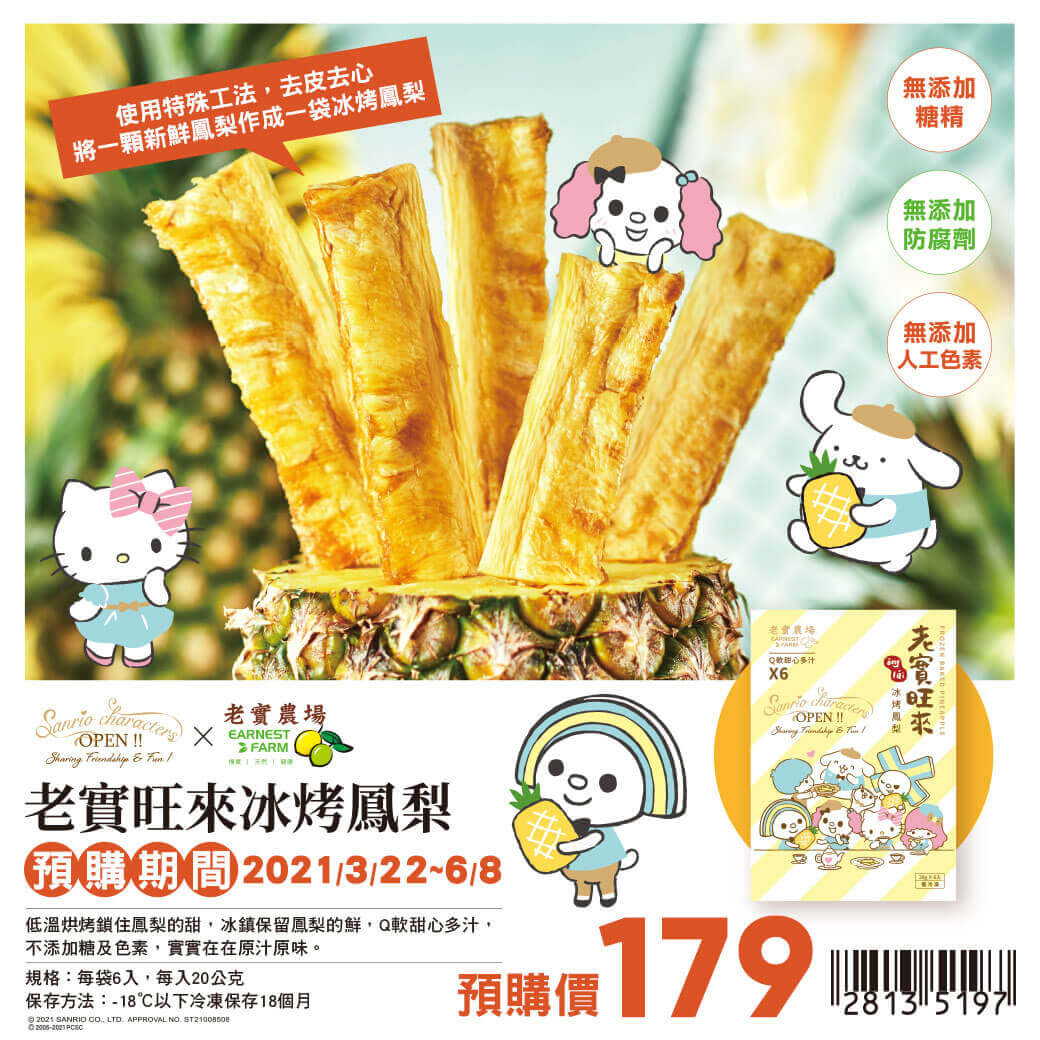 使用特殊工法，去皮去心
將一顆新鮮鳳梨作成一袋冰烤鳳梨
無添加
糖精
無添加
防腐劑
無添加
人工色素
Sanrio characters
OPEN !!
Sharing Friendship & Fun !
×
老實農場
EARNEST
FARM
老實旺來冰烤鳳梨
預購期間 2021/3/22~6/8
低溫烘烤鎖住鳳梨的甜，冰鎮保留鳳梨的鮮，Q軟甜心多汁，
不添加糖及色素，實實在在原汁原味。
規格：每袋6入，每入20公克
保存方法：-18℃以下冷凍保存18個月
© 2021 SANRIO CO., LTD. APPROVAL NO. ST21008508
© 2005-2021 PCSC
老實農場
EARNEST
FARM
Q軟甜心多汁
X6
老實旺來
冰烤鳳梨
FROZEN BAKED PINEAPPLE
Sanrio characters
OPEN !!
Sharing Friendship & Fun !
預購價179
2813 5197